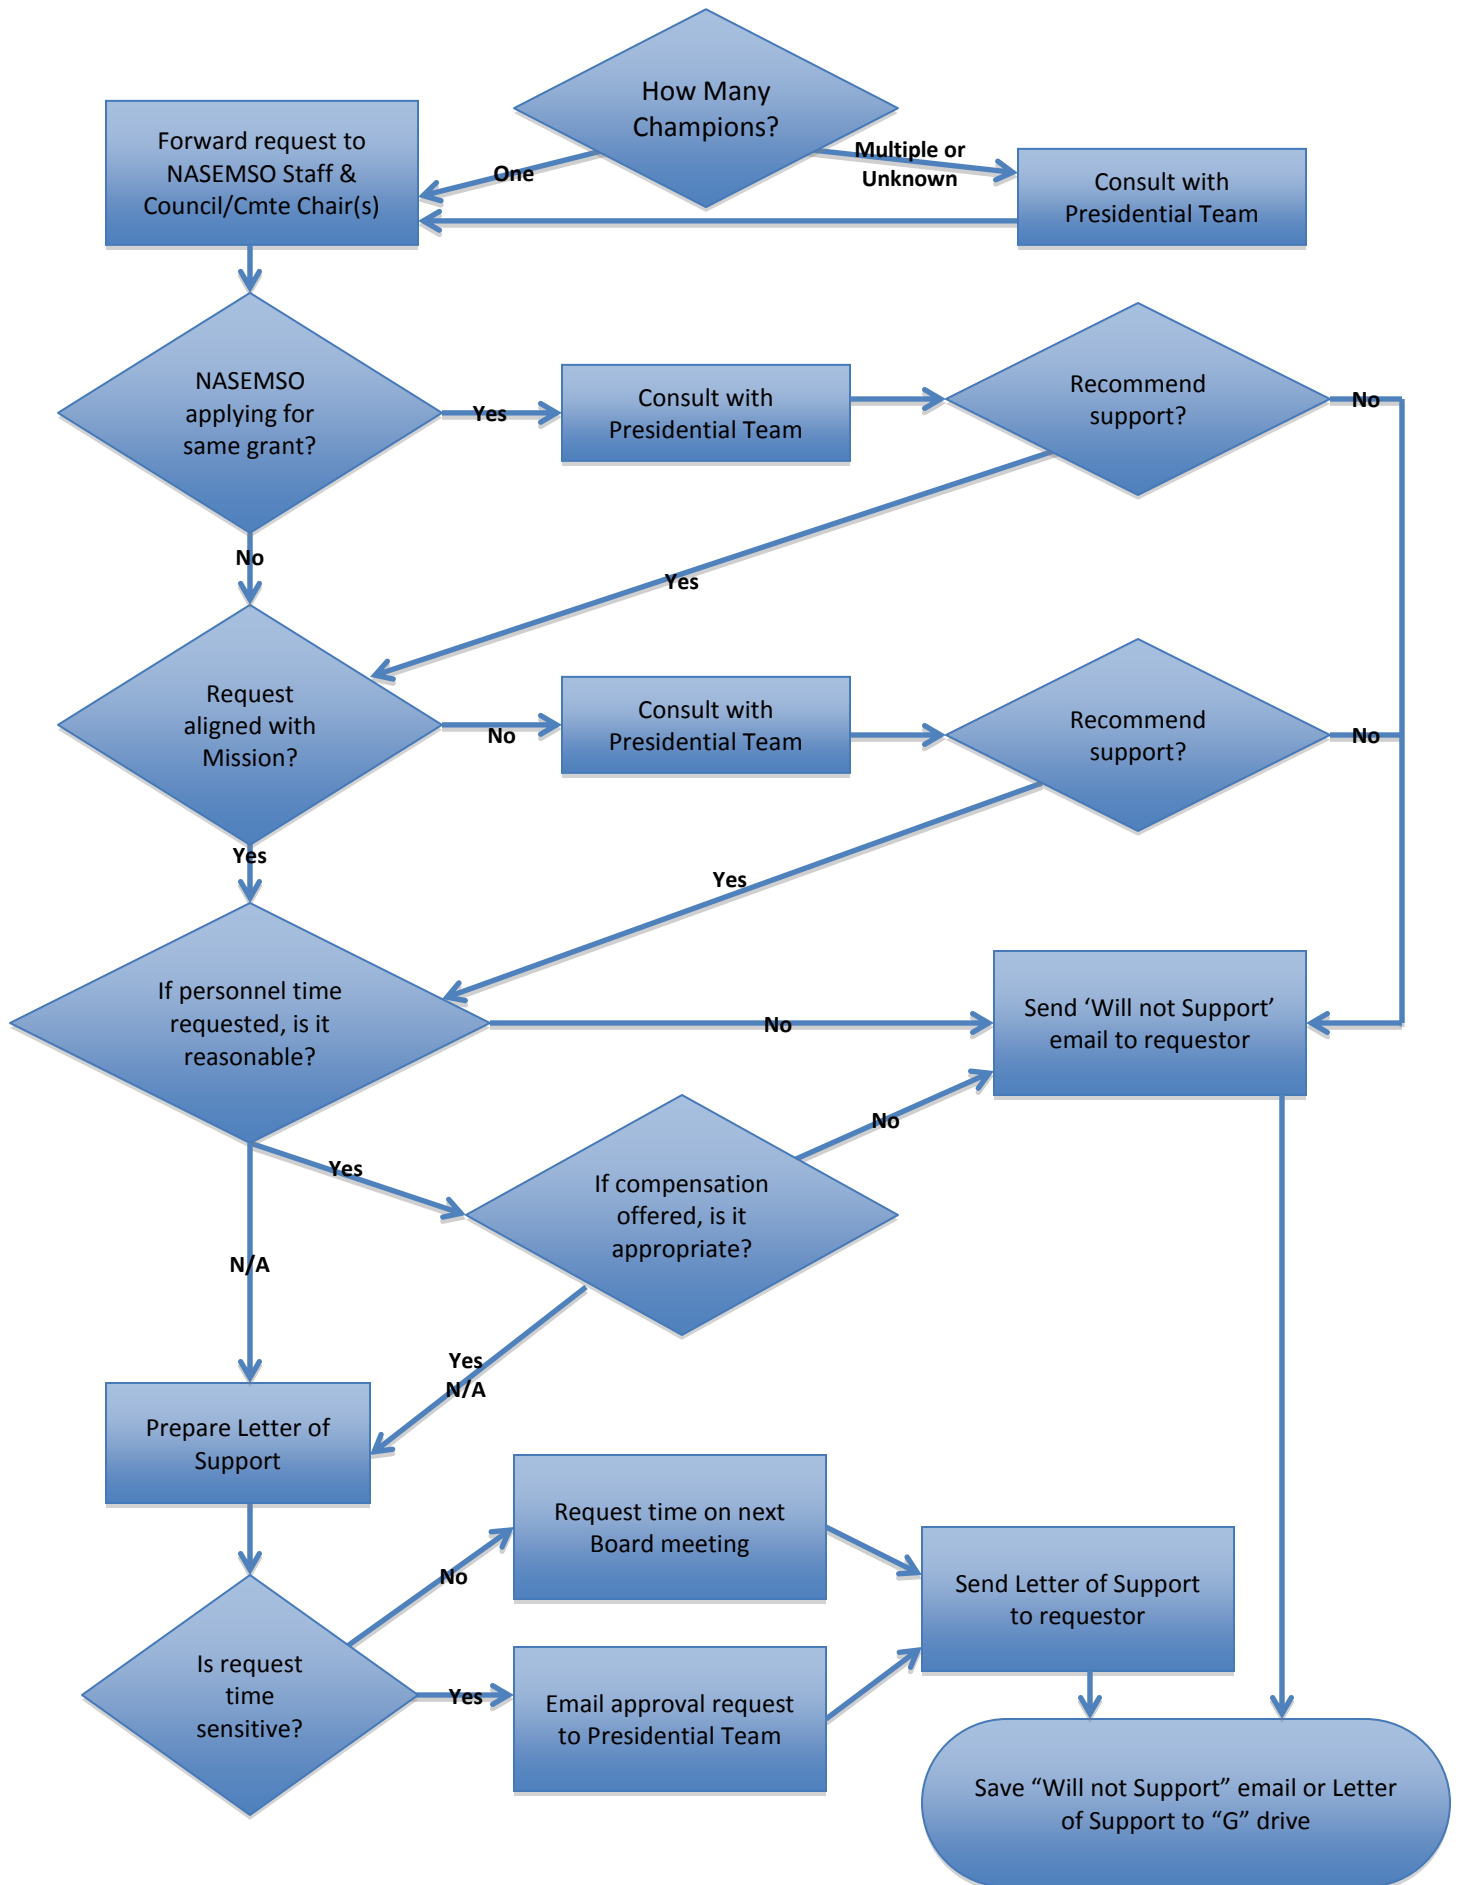 How Many
Champions?
Forward request to
NASEMSO Staff &
Council/Cmte Chair(s)
One
Multiple or
Unknown
Consult with
Presidential Team
NASEMSO
applying for
same grant?
Yes
Consult with
Presidential Team
Recommend
support?
No
No
Yes
Request
aligned with
Mission?
No
Consult with
Presidential Team
Recommend
support?
No
Yes
Yes
If personnel time
requested, is it
reasonable?
No
Send ‘Will not Support’
email to requestor
Yes
If compensation
offered, is it
appropriate?
No
N/A
Yes
N/A
Prepare Letter of
Support
Request time on next
Board meeting
No
Send Letter of Support
to requestor
Is request
time
sensitive?
Yes
Email approval request
to Presidential Team
Save “Will not Support” email or Letter
of Support to “G” drive